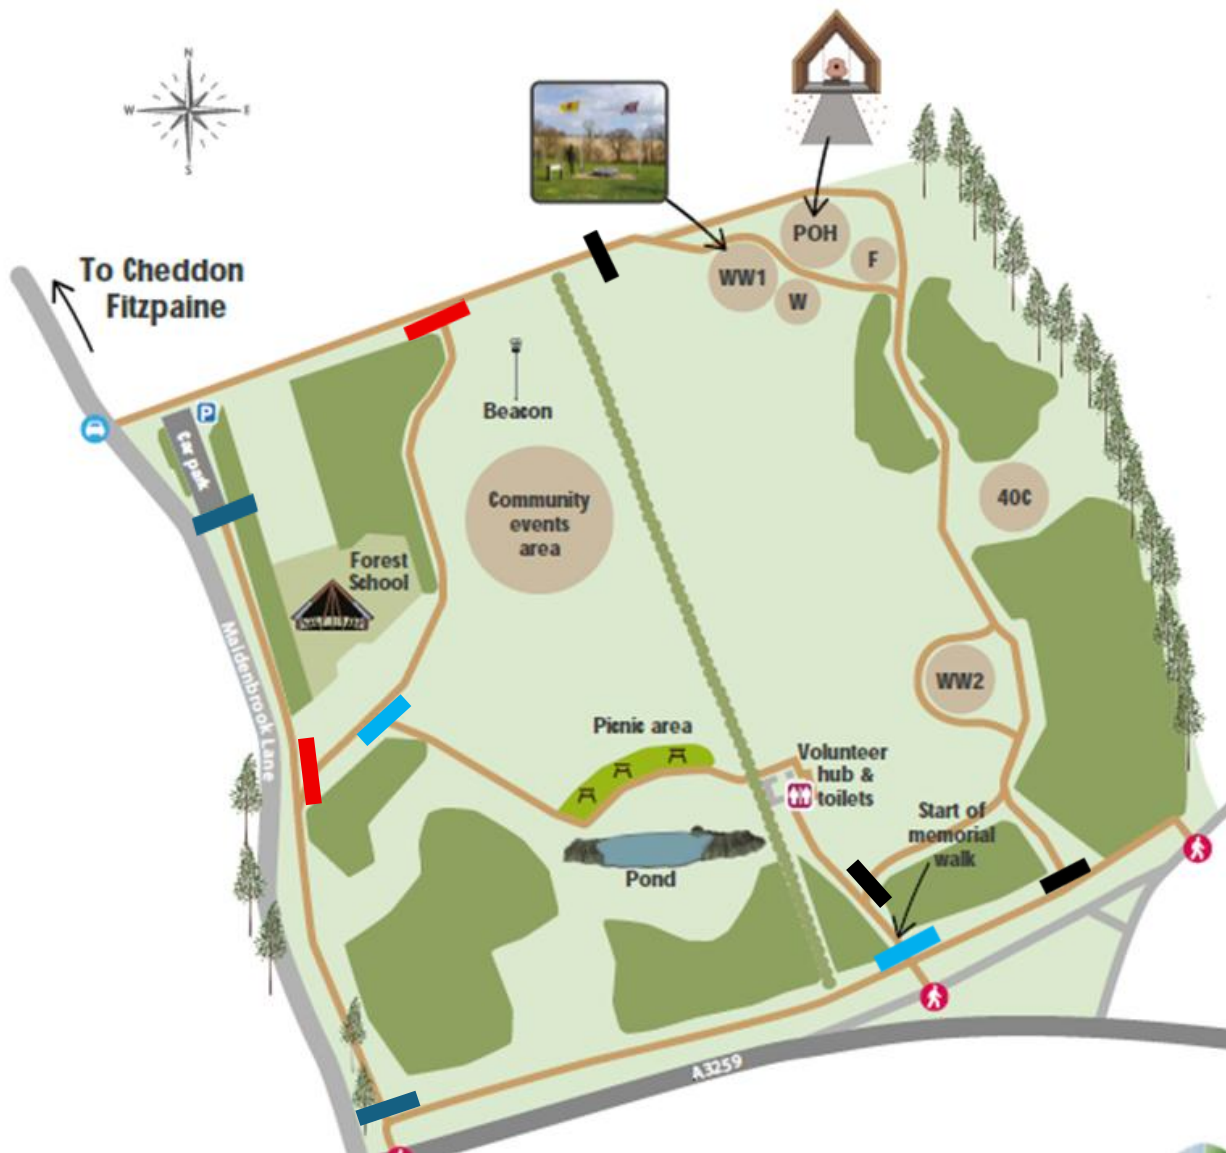 N
W
E
S
To Cheddon
Fitzpaine
POH
F
WW1
W
P
Car park
Beacon
Community
events
area
40C
Forest
School
Maidenbrook Lane
WW2
Picnic area
Volunteer
hub &
toilets
Start of
memorial
walk
Pond
A3259